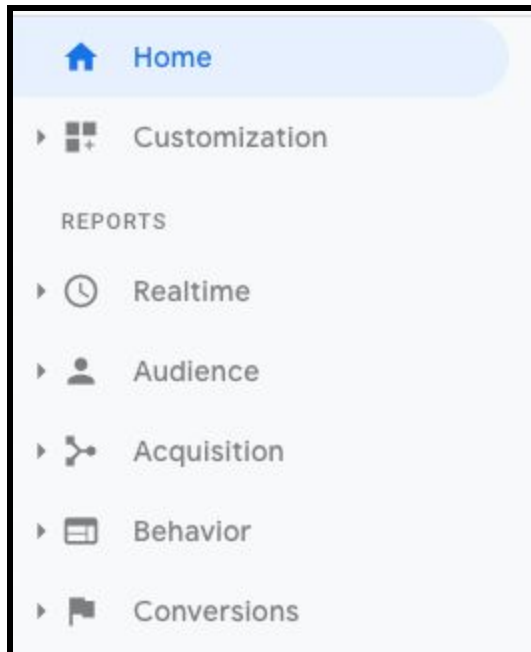 Home
Customization
REPORTS
Realtime
Audience
Acquisition
Behavior
Conversions